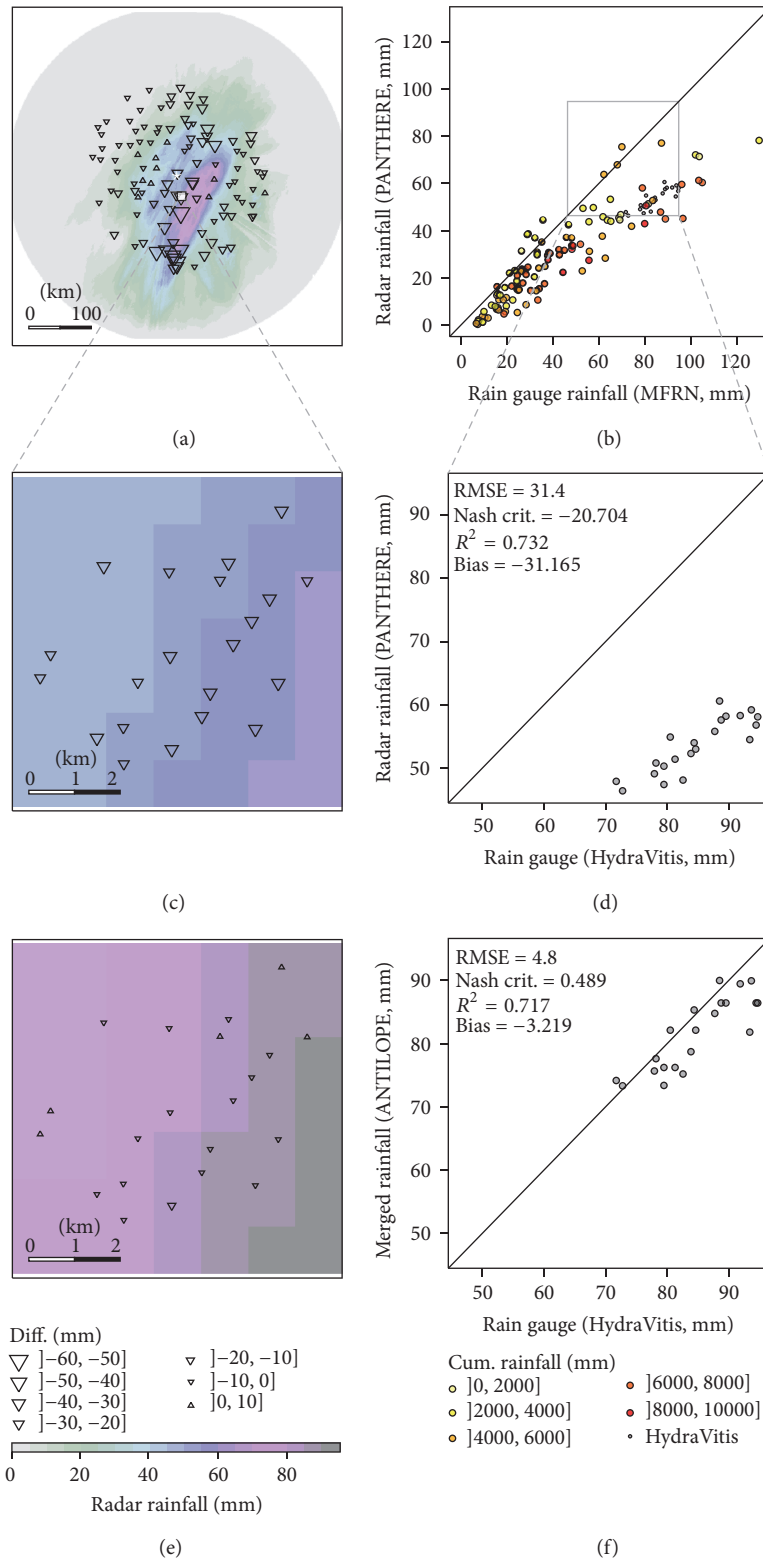 (km)
0 100
(a)
Radar rainfall (PANTHERE, mm)
120
100
80
60
40
20
0
0 20 40 60 80 100 120
Rain gauge rainfall (MFRN, mm)
(b)
(km)
0 1 2
(c)
Radar rainfall (PANTHERE, mm)
RMSE = 31.4
Nash crit. = −20.704
R² = 0.732
Bias = −31.165
90
80
70
60
50
50 60 70 80 90
Rain gauge (HydraVitis, mm)
(d)
(km)
0 1 2
Diff. (mm)
]−60, −50]
]−50, −40]
]−40, −30]
]−30, −20]
]−20, −10]
]−10, 0]
]0, 10]
0 20 40 60 80
Radar rainfall (mm)
(e)
Merged rainfall (ANTILOPE, mm)
RMSE = 4.8
Nash crit. = 0.489
R² = 0.717
Bias = −3.219
90
80
70
60
50
50 60 70 80 90
Rain gauge (HydraVitis, mm)
Cum. rainfall (mm)
]0, 2000]
]2000, 4000]
]4000, 6000]
]6000, 8000]
]8000, 10000]
HydraVitis
(f)